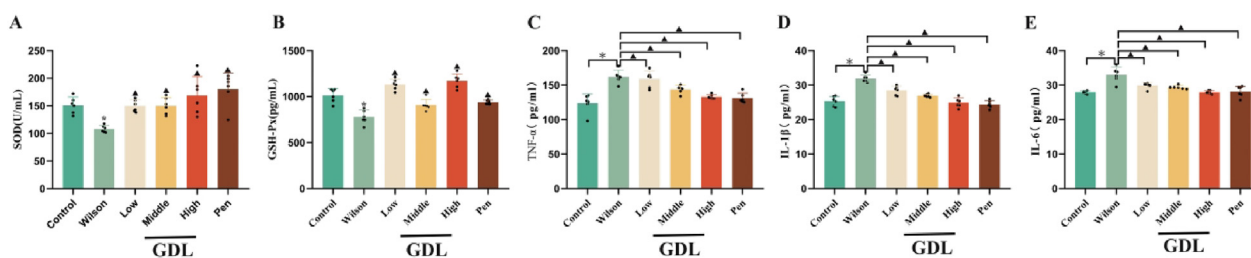 A
SOD(U/mL)
250
200
150
100
50
0
*
▲
▲
▲
▲
Control
Wilson
Low
Middle
High
Pen
GDL
B
GSH-Px(pg/mL)
1500
1000
500
0
*
▲
▲
▲
▲
Control
Wilson
Low
Middle
High
Pen
GDL
C
TNF-α( pg/ml)
200
150
100
50
0
*
▲
▲
▲
▲
Control
Wilson
Low
Middle
High
Pen
GDL
D
IL-1β( pg/ml)
40
30
20
10
0
*
▲
▲
▲
▲
Control
Wilson
Low
Middle
High
Pen
GDL
E
IL-6( pg/ml)
40
30
20
10
0
*
▲
▲
▲
▲
Control
Wilson
Low
Middle
High
Pen
GDL